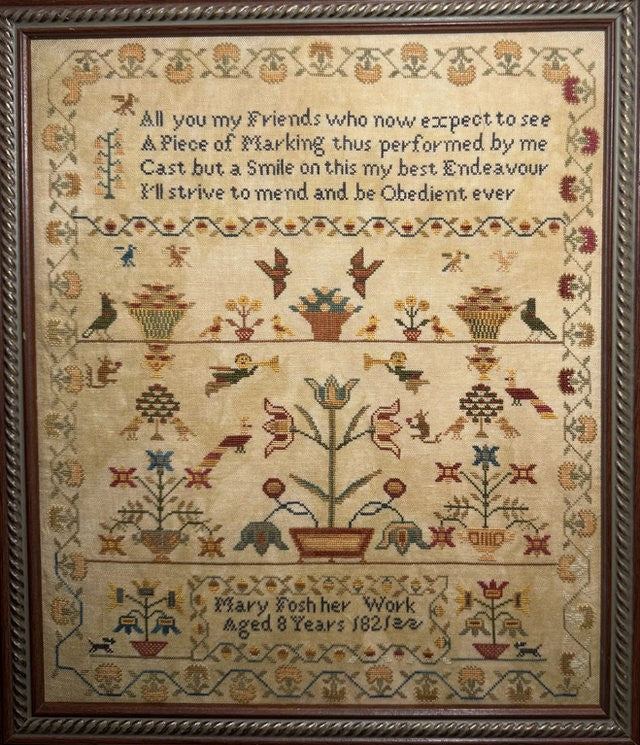 All you my Friends who now expect to see
A Piece of Marking thus performed by me
Cast but a Smile on this my best Endeavour
I'll strive to mend and be Obedient ever
Mary Fosh her Work
Aged 8 Years 1821